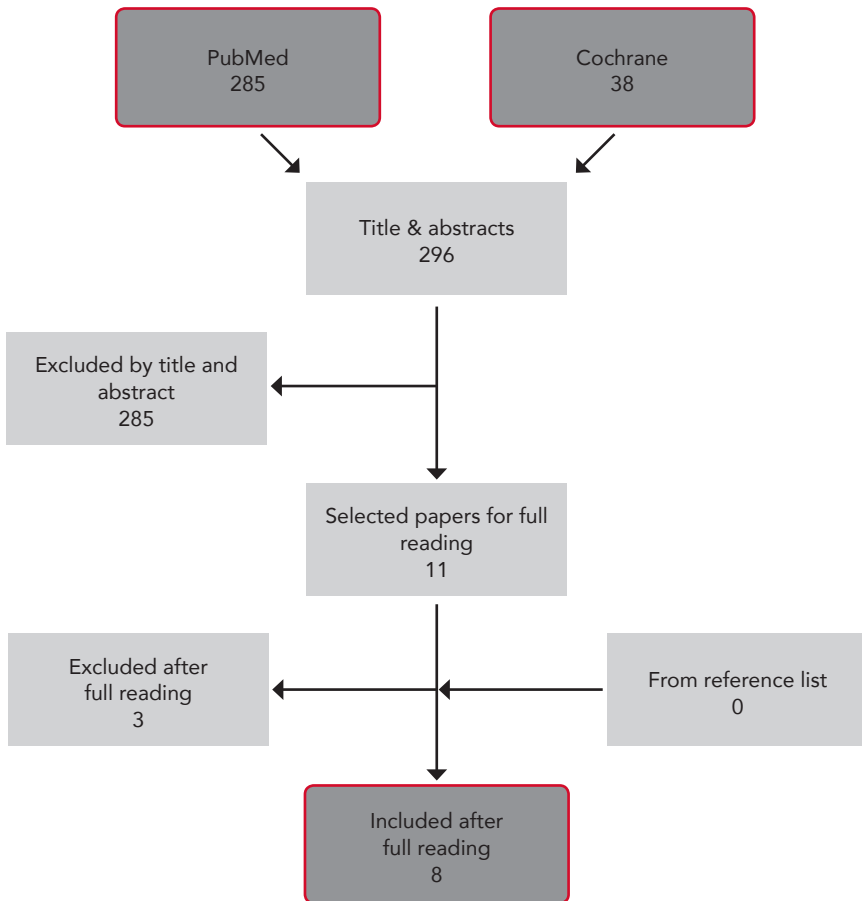 PubMed
285
Cochrane
38
Title & abstracts
296
Excluded by title and
abstract
285
Selected papers for full
reading
11
Excluded after
full reading
3
From reference list
0
Included after
full reading
8